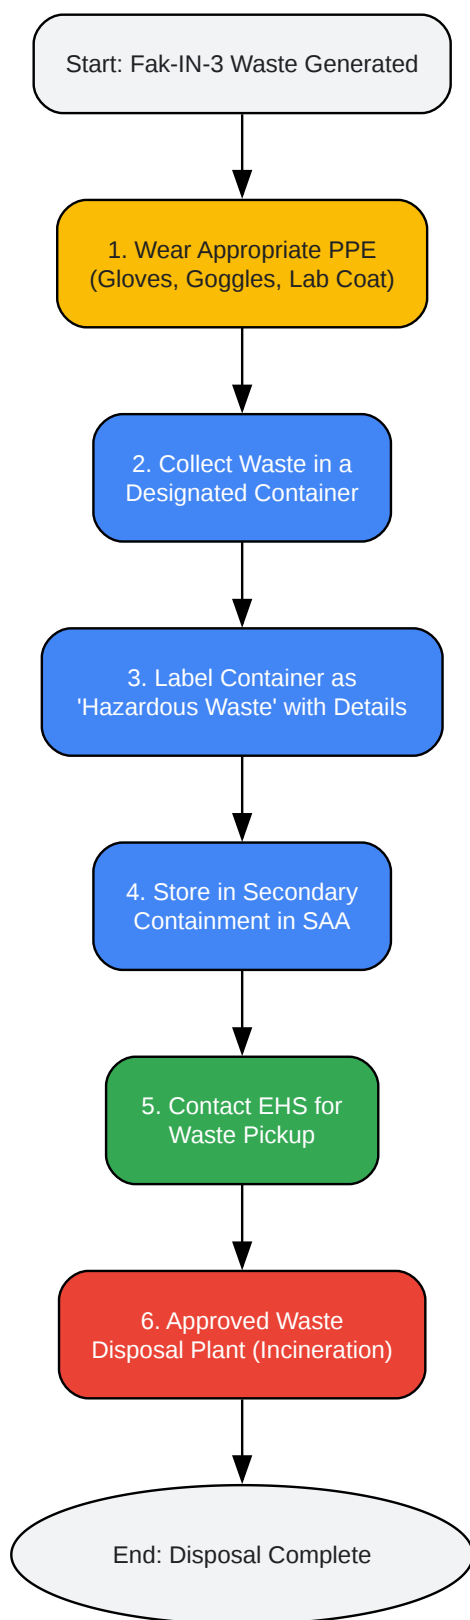 Start: Fak-IN-3 Waste Generated
1. Wear Appropriate PPE
(Gloves, Goggles, Lab Coat)
2. Collect Waste in a
Designated Container
3. Label Container as
'Hazardous Waste' with Details
4. Store in Secondary
Containment in SAA
5. Contact EHS for
Waste Pickup
6. Approved Waste
Disposal Plant (Incineration)
End: Disposal Complete